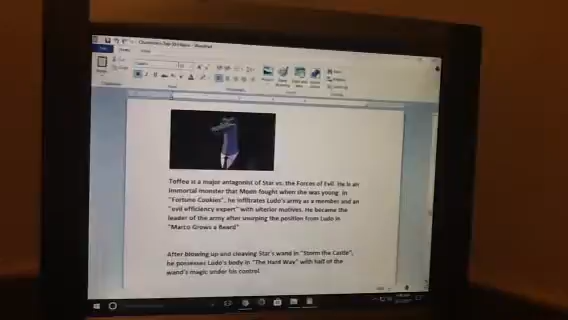 Toffee is a major antagonist of Star vs. the Forces of Evil. He is an
immortal monster that Moon fought when she was young. In
"Fortune Cookies", he infiltrates Ludo's army as a member and an
"evil efficiency expert" with ulterior motives. He became the
leader of the army after usurping the position from Ludo in
"Marco Grows a Beard"
After blowing up and cleaving Star's wand in "Storm the Castle",
he possesses Ludo's body in "The Hard Way" with half of the
wand's magic under his control